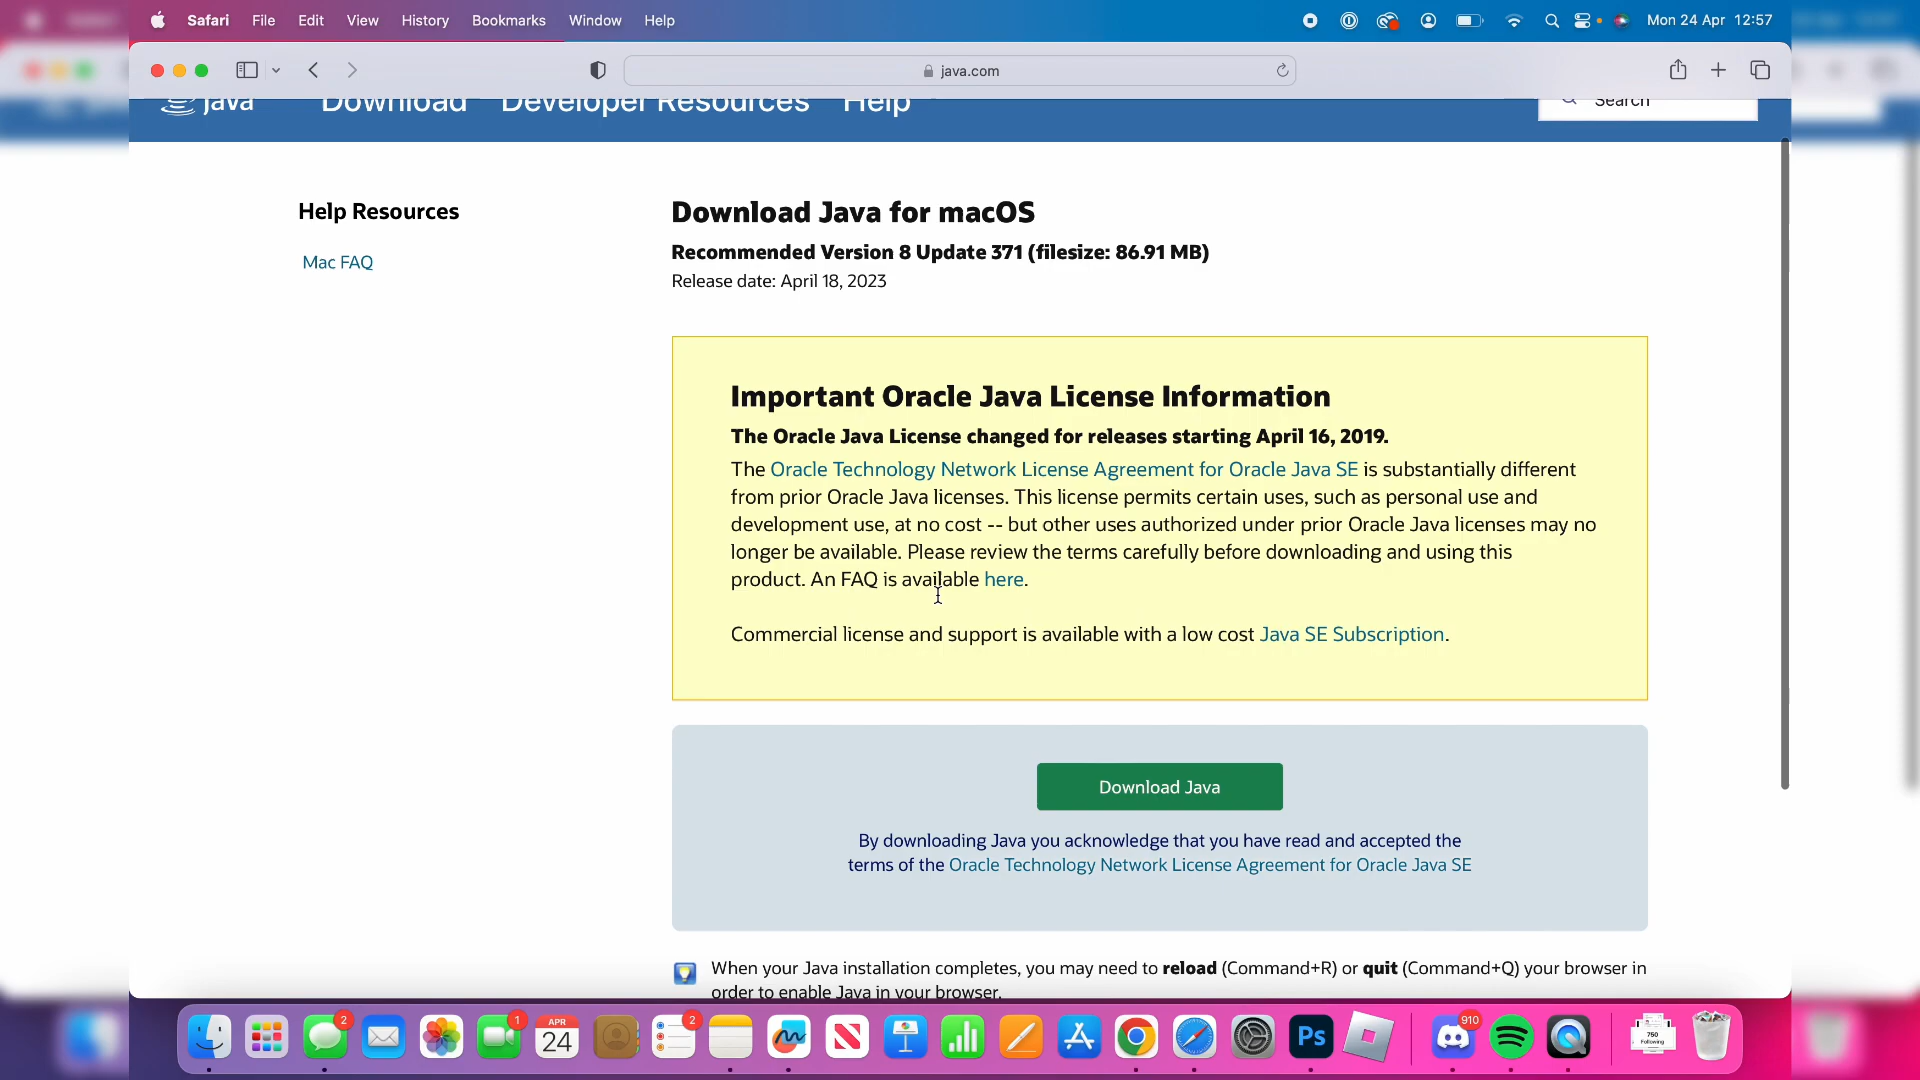 Safari File Edit View History Bookmarks Window Help Mon 24 Apr 12:57
java.com
Java Download Developer Resources Help Search
Help Resources
Mac FAQ
Download Java for macOS
Recommended Version 8 Update 371 (filesize: 86.91 MB)
Release date: April 18, 2023
Important Oracle Java License Information
The Oracle Java License changed for releases starting April 16, 2019.
The Oracle Technology Network License Agreement for Oracle Java SE is substantially different
from prior Oracle Java licenses. This license permits certain uses, such as personal use and
development use, at no cost -- but other uses authorized under prior Oracle Java licenses may no
longer be available. Please review the terms carefully before downloading and using this
product. An FAQ is available here.
Commercial license and support is available with a low cost Java SE Subscription.
Download Java
By downloading Java you acknowledge that you have read and accepted the
terms of the Oracle Technology Network License Agreement for Oracle Java SE
When your Java installation completes, you may need to reload (Command+R) or quit (Command+Q) your browser in
order to enable Java in your browser.
2 1 APR 24 2 Ps 910 750 Following